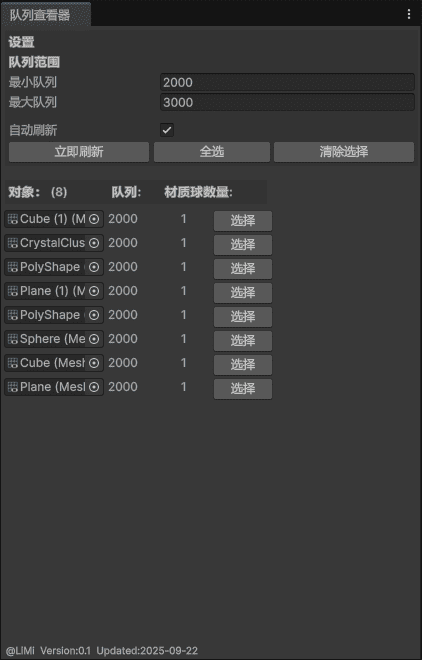 队列查看器
设置
队列范围
最小队列 2000
最大队列 3000
自动刷新
立即刷新 全选 清除选择
对象: (8) 队列: 材质球数量:
Cube (1) (M 2000 1 选择
CrystalClus 2000 1 选择
PolyShape 2000 1 选择
Plane (1) (M 2000 1 选择
PolyShape 2000 1 选择
Sphere (Me 2000 1 选择
Cube (Mesh 2000 1 选择
Plane (Mesh 2000 1 选择
@LIMI Version:0.1 Updated:2025-09-22